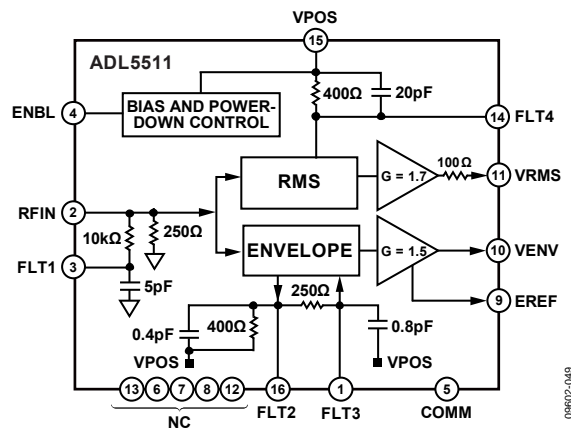 VPOS
15
ADL5511
400Ω
20pF
ENBL
4
BIAS AND POWER-
DOWN CONTROL
14
FLT4
RMS
G = 1.7
100Ω
11
VRMS
RFIN
2
10kΩ
250Ω
ENVELOPE
G = 1.5
10
VENV
FLT1
3
5pF
250Ω
9
EREF
0.4pF
400Ω
0.8pF
VPOS
VPOS
13
6
7
8
12
16
1
5
NC
FLT2
FLT3
COMM
09602-049